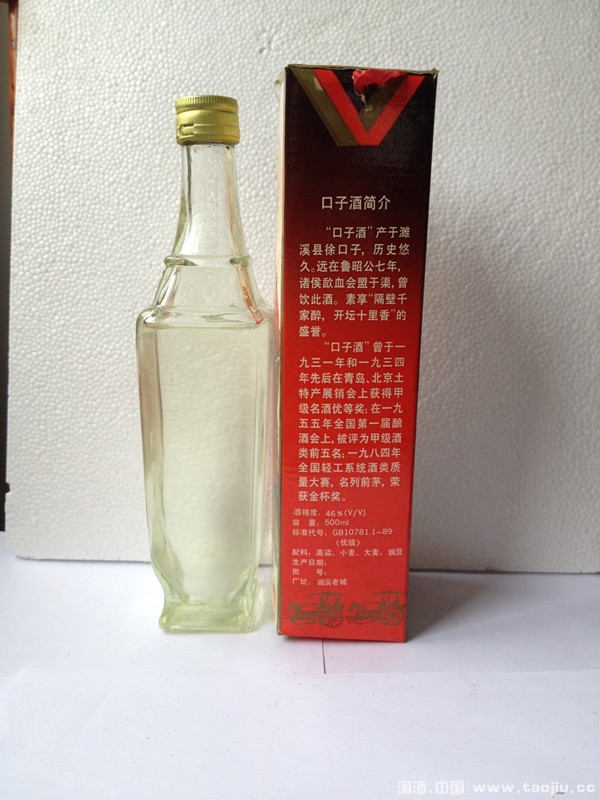 口子酒简介
“口子酒”产于濉
溪县徐口子，历史悠
久。远在鲁昭公七年，
诸侯歃血会盟于渠，曾
饮此酒。素享“隔壁千
家醉，开坛十里香”的
盛誉。
“口子酒”曾于一
九三一年和一九三四
年先后在青岛、北京土
特产展销会上获得甲
级名酒优等奖；在一九
五五年全国第一届酿
酒会上，被评为甲级酒
类前五名；一九八四年
全国轻工系统酒类质
量大赛，名列前茅，荣
获金杯奖。
酒精度：46%(V/V)
容 量：500ml
标准代号：GB10781.1-89
(优级)
配料：高粱、小麦、大麦、豌豆
生产日期：
批 号：
厂址：濉溪老城
淘酒.中国 www.taojiu.cc